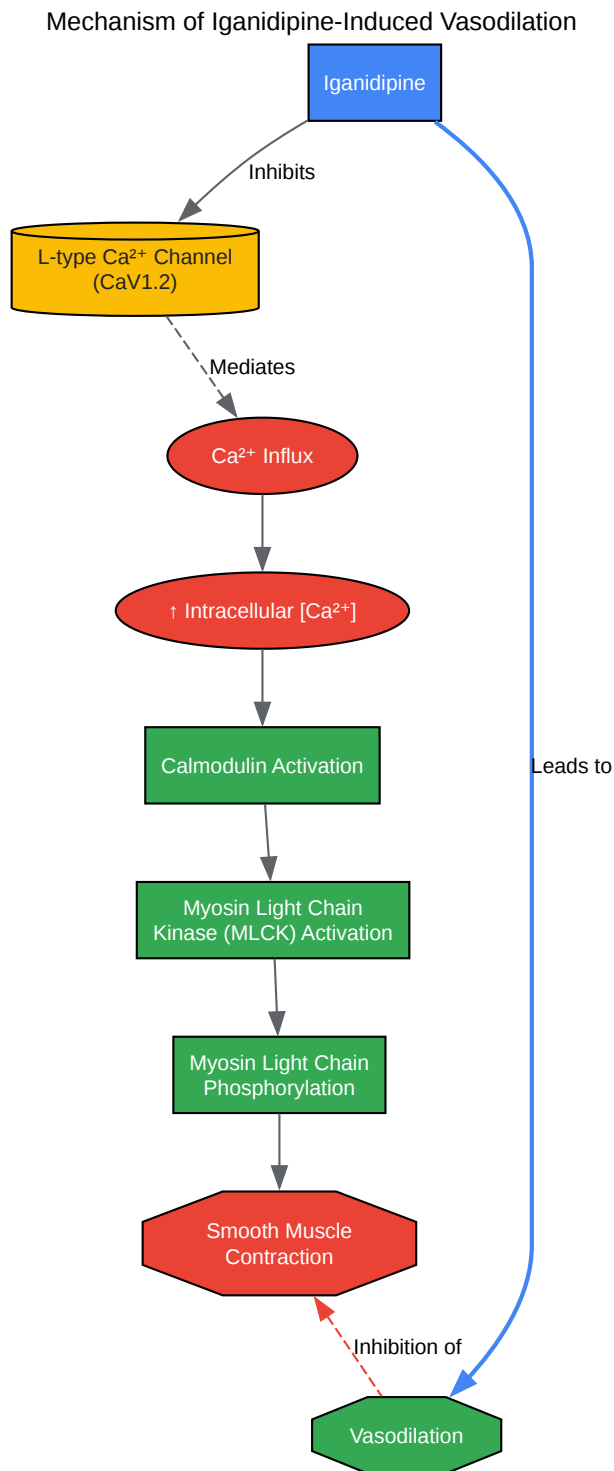 Mechanism of Iganidipine-Induced Vasodilation
Iganidipine
Inhibits
L-type Ca²⁺ Channel
(CaV1.2)
Mediates
Ca²⁺ Influx
↑ Intracellular [Ca²⁺]
Calmodulin Activation
Leads to
Myosin Light Chain
Kinase (MLCK) Activation
Myosin Light Chain
Phosphorylation
Smooth Muscle
Contraction
Inhibition of
Vasodilation